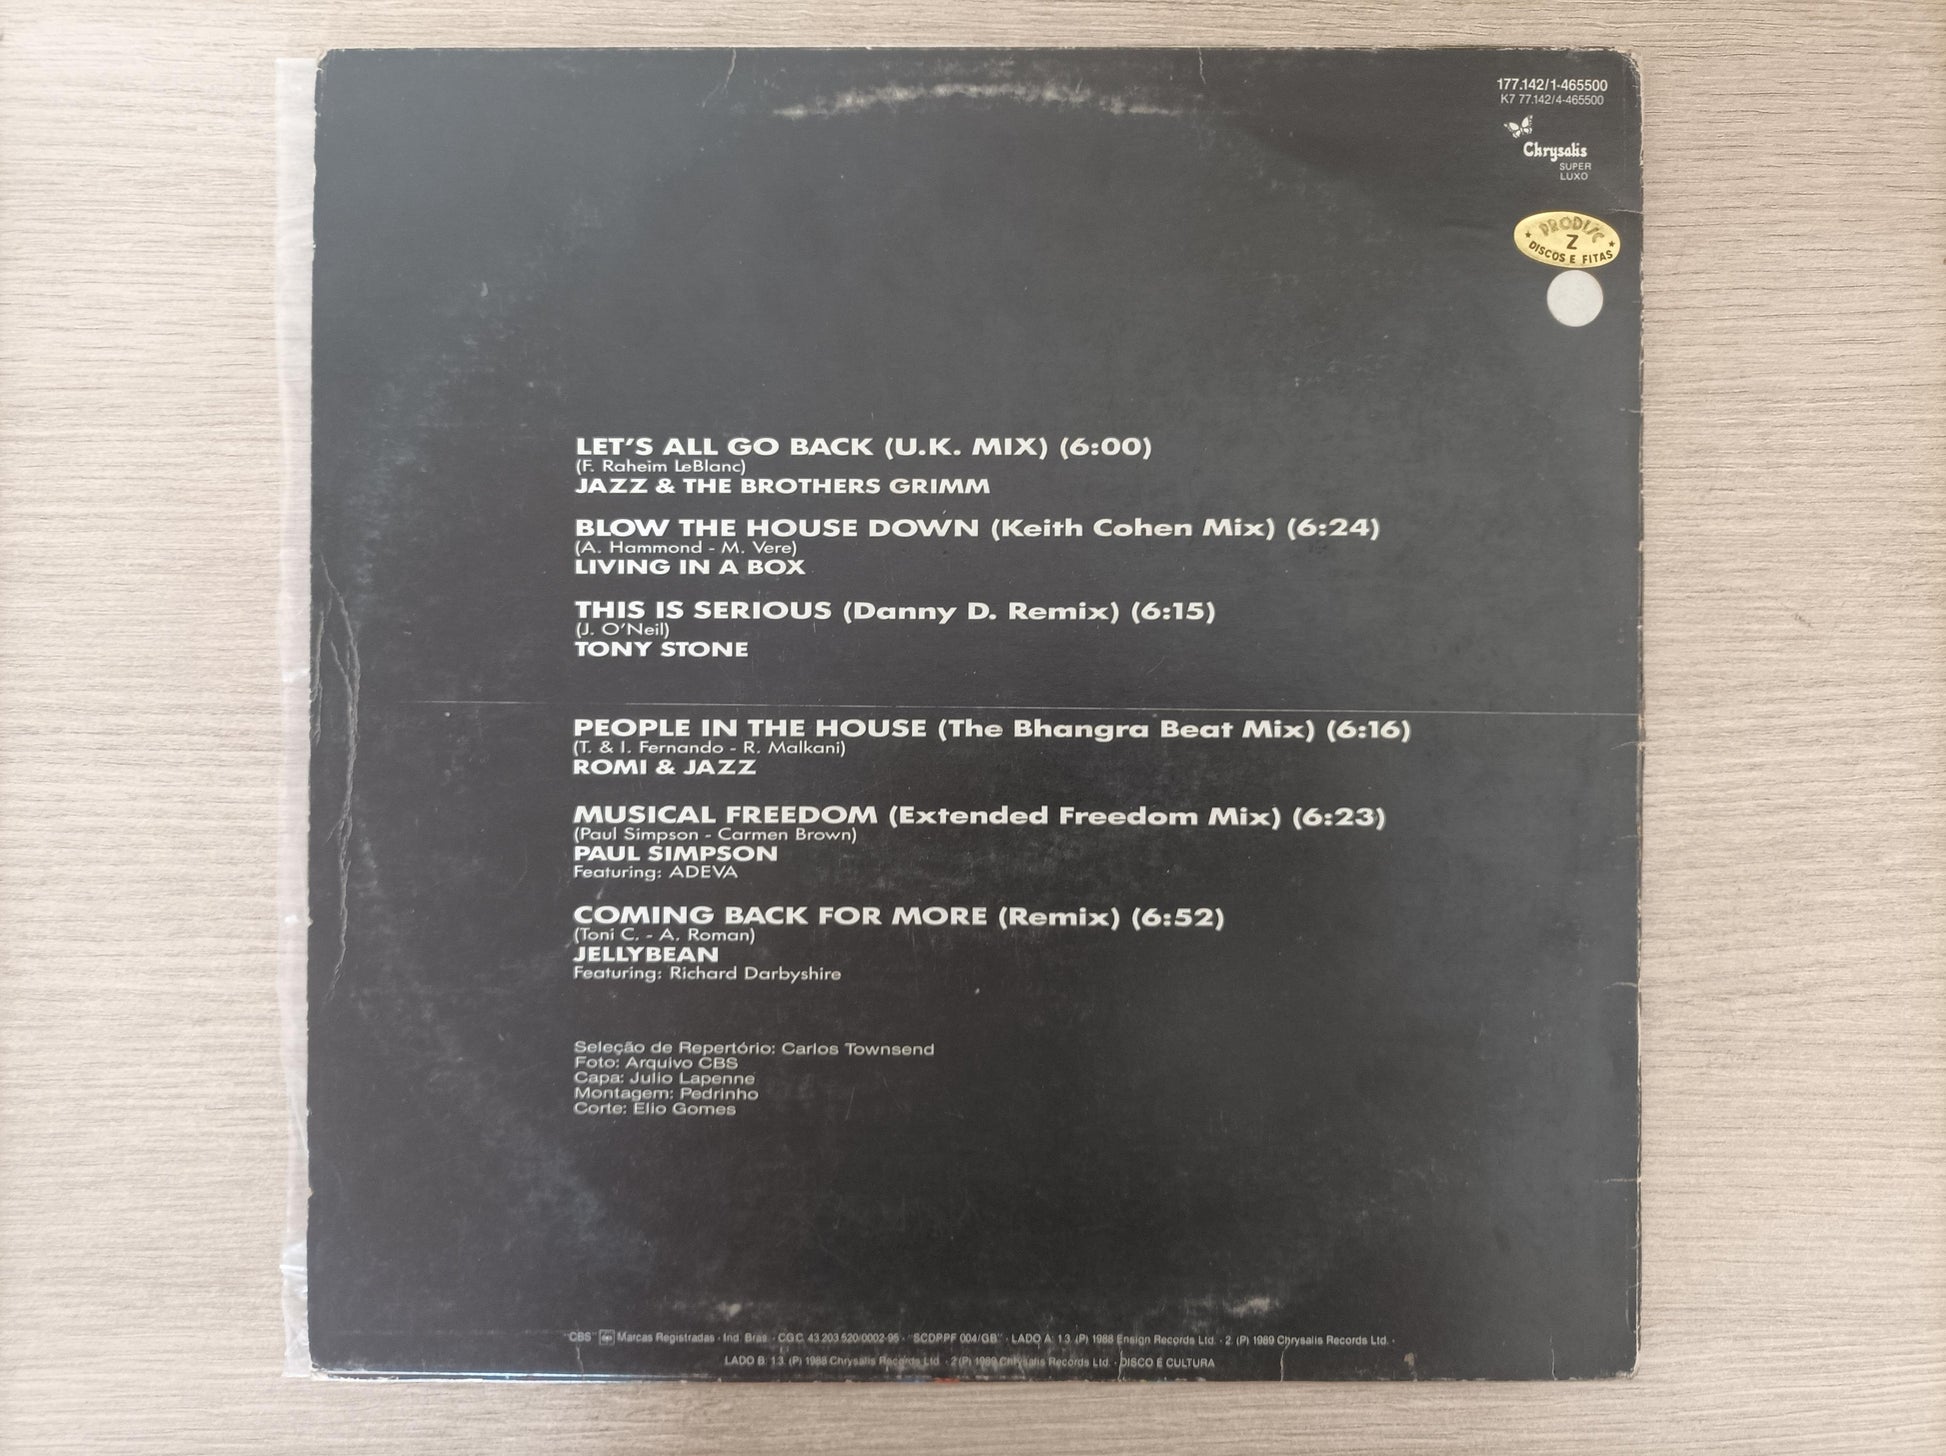 177.142/1-465500
K7 77.142/4-465500
Chrysalis
SUPER
LUXO
PRODISC
Z
DISCOS E FITAS
LET'S ALL GO BACK (U.K. MIX) (6:00)
(F. Raheim LeBlanc)
JAZZ & THE BROTHERS GRIMM
BLOW THE HOUSE DOWN (Keith Cohen Mix) (6:24)
(A. Hammond - M. Vere)
LIVING IN A BOX
THIS IS SERIOUS (Danny D. Remix) (6:15)
(J. O'Neil)
TONY STONE
PEOPLE IN THE HOUSE (The Bhangra Beat Mix) (6:16)
(T. & I. Fernando - R. Malkani)
ROMI & JAZZ
MUSICAL FREEDOM (Extended Freedom Mix) (6:23)
(Paul Simpson - Carmen Brown)
PAUL SIMPSON
Featuring: ADEVA
COMING BACK FOR MORE (Remix) (6:52)
(Toni C. - A. Roman)
JELLYBEAN
Featuring: Richard Darbyshire
Seleção de Repertório: Carlos Townsend
Foto: Arquivo CBS
Capa: Julio Lapenne
Montagem: Pedrinho
Corte: Elio Gomes
"CBS" Marcas Registradas - Ind. Bras. - C.G.C. 43.203.520/0002-96 - "SCDPPF 004/GB" - LADO A: 1.3. (P) 1988 Ensign Records Ltd. - 2. (P) 1989 Chrysalis Records Ltd. -
LADO B: 1.3. (P) 1988 Chrysalis Records Ltd. - 2 (P) 1989 Chrysalis Records Ltd. - DISCO É CULTURA